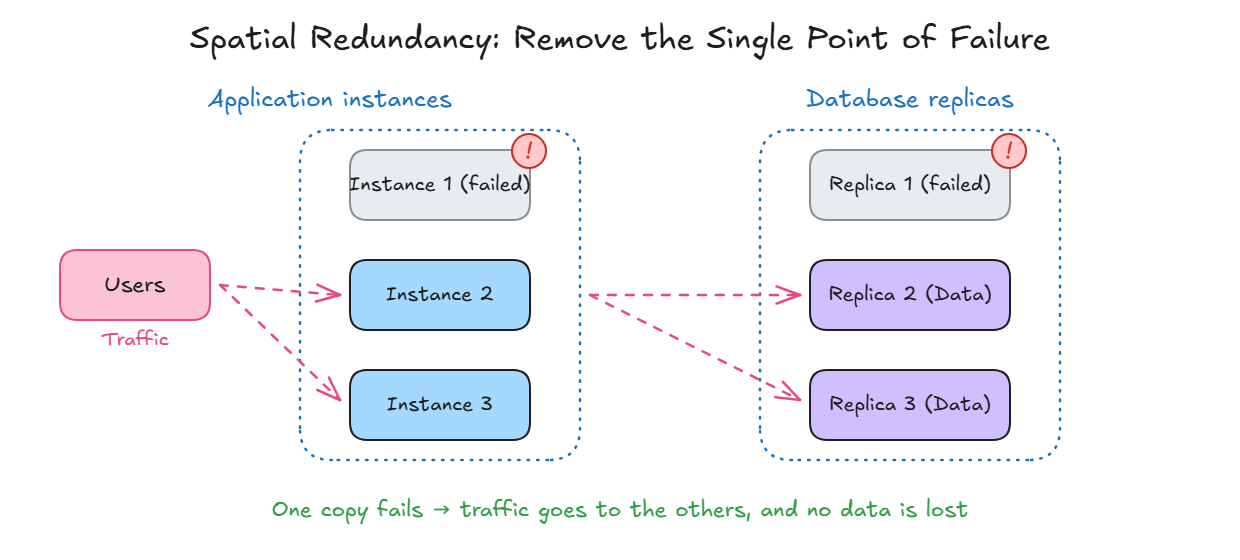 Spatial Redundancy: Remove the Single Point of Failure
Application instances
Database replicas
!
!
Instance 1 (failed)
Replica 1 (failed)
Users
Instance 2
Replica 2 (Data)
Traffic
Instance 3
Replica 3 (Data)
One copy fails → traffic goes to the others, and no data is lost